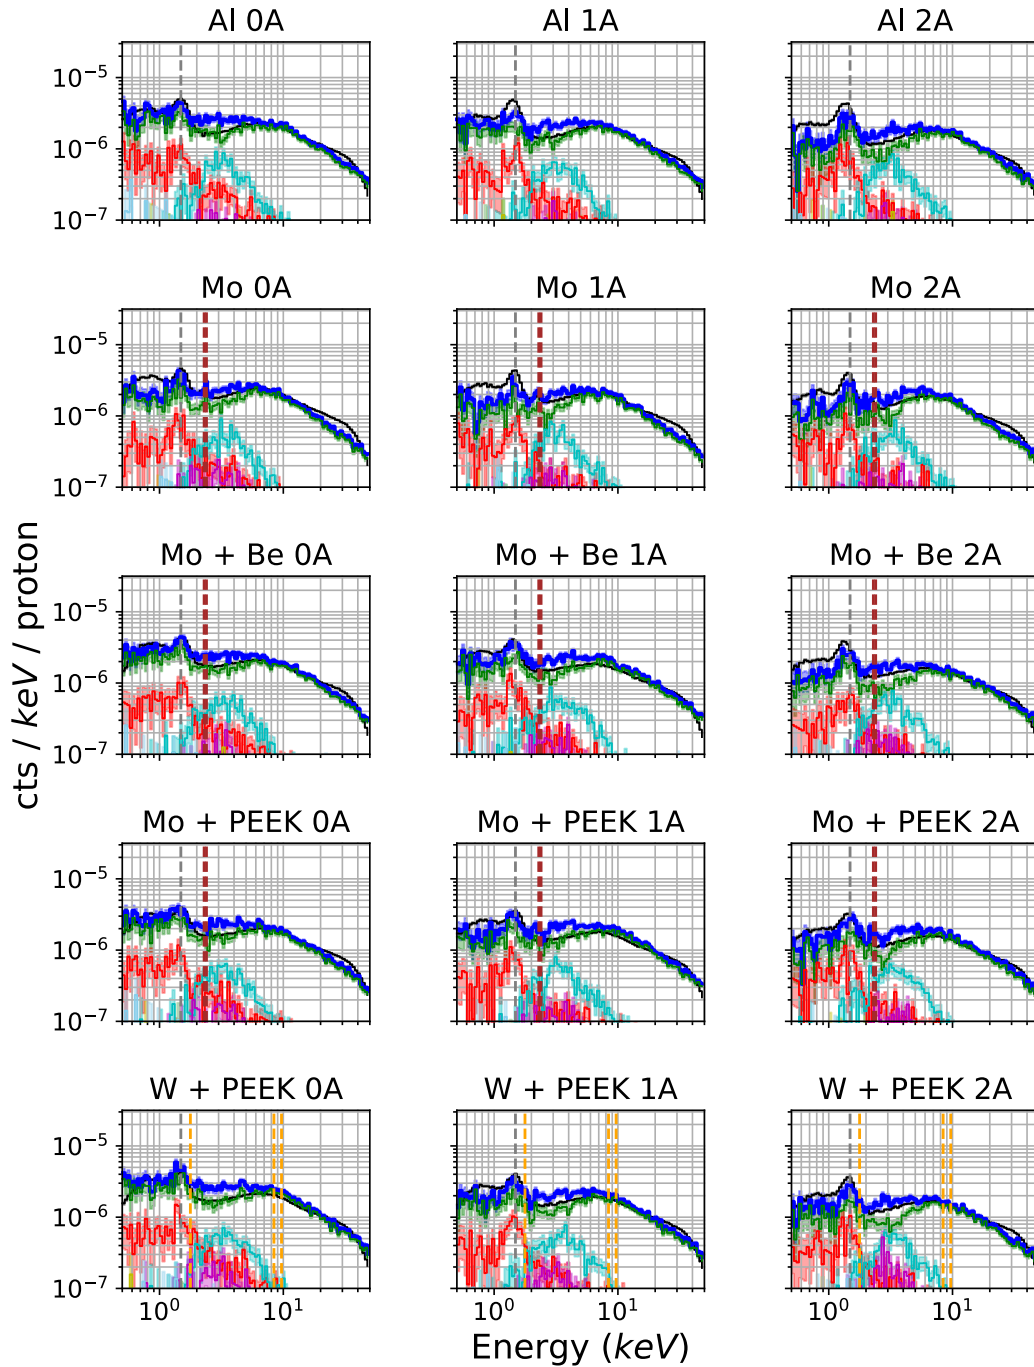 Al 0A Al 1A Al 2A
10⁻⁵
10⁻⁶
10⁻⁷
Mo 0A Mo 1A Mo 2A
10⁻⁵
10⁻⁶
10⁻⁷
Mo + Be 0A Mo + Be 1A Mo + Be 2A
10⁻⁵
10⁻⁶
10⁻⁷
cts / keV / proton
Mo + PEEK 0A Mo + PEEK 1A Mo + PEEK 2A
10⁻⁵
10⁻⁶
10⁻⁷
W + PEEK 0A W + PEEK 1A W + PEEK 2A
10⁻⁵
10⁻⁶
10⁻⁷
10⁰ 10¹ 10⁰ 10¹ 10⁰ 10¹
Energy (keV)